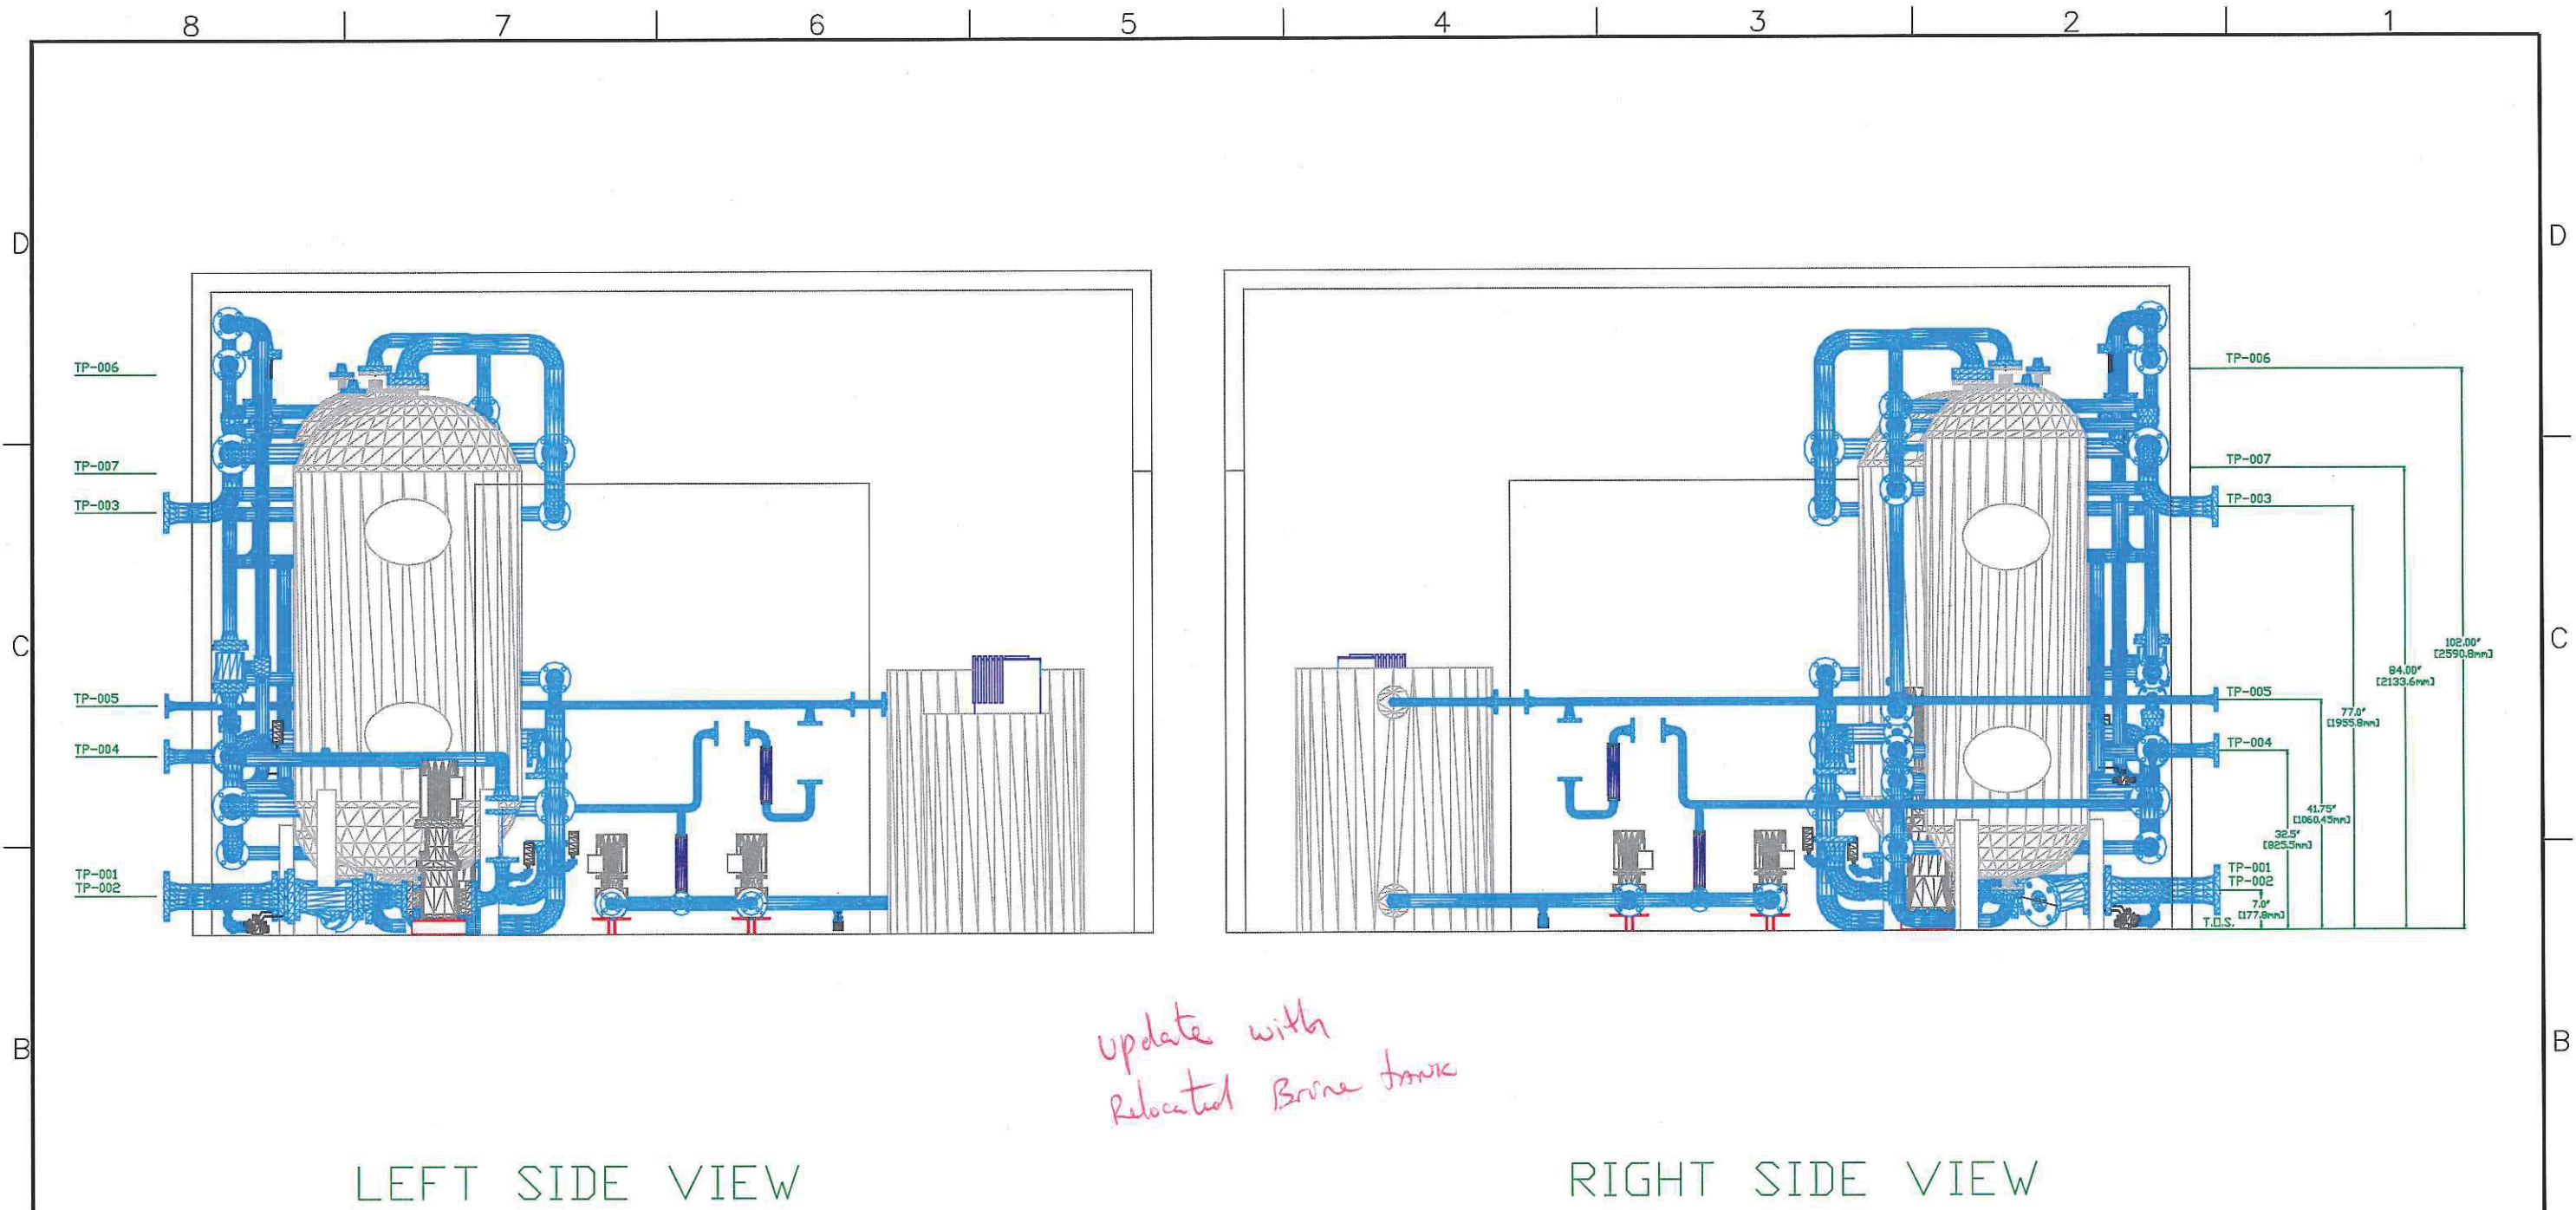 8 7 6 5 4 3 2 1
D D
TP-006 TP-006
TP-007 TP-007
TP-003 TP-003
C C
102.00"
[2590.8mm]
84.00"
[2133.6mm]
TP-005 TP-005
77.0"
[1955.8mm]
TP-004 TP-004
41.75"
[1060.45mm]
32.5"
[825.5mm]
TP-001 TP-001
TP-002 TP-002
7.0"
[177.8mm]
T.O.S.
update with
Relocated Brine tank
B B
LEFT SIDE VIEW RIGHT SIDE VIEW